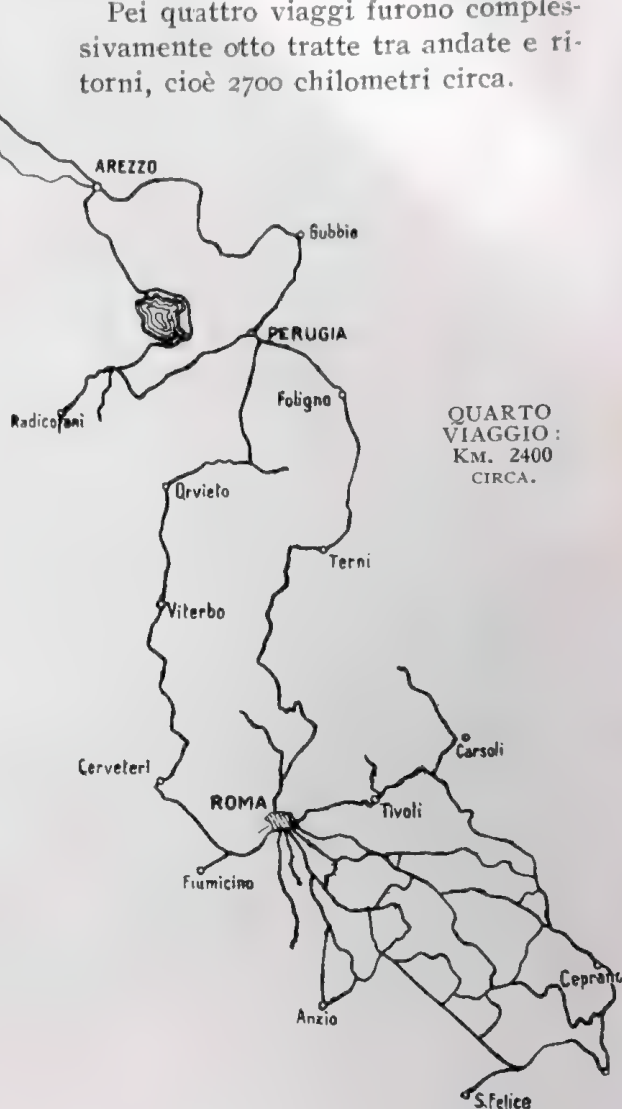 Pei quattro viaggi furono comples-
sivamente otto tratte tra andate e ri-
torni, cioè 2700 chilometri circa.
AREZZO
Gubbio
PERUGIA
Radicofani
Foligno
QUARTO
VIAGGIO:
KM. 2400
CIRCA.
Orvieto
Terni
Viterbo
Carsoli
Cerveteri
ROMA
Tivoli
Fiumicino
Ceprano
Anzio
S. Felice